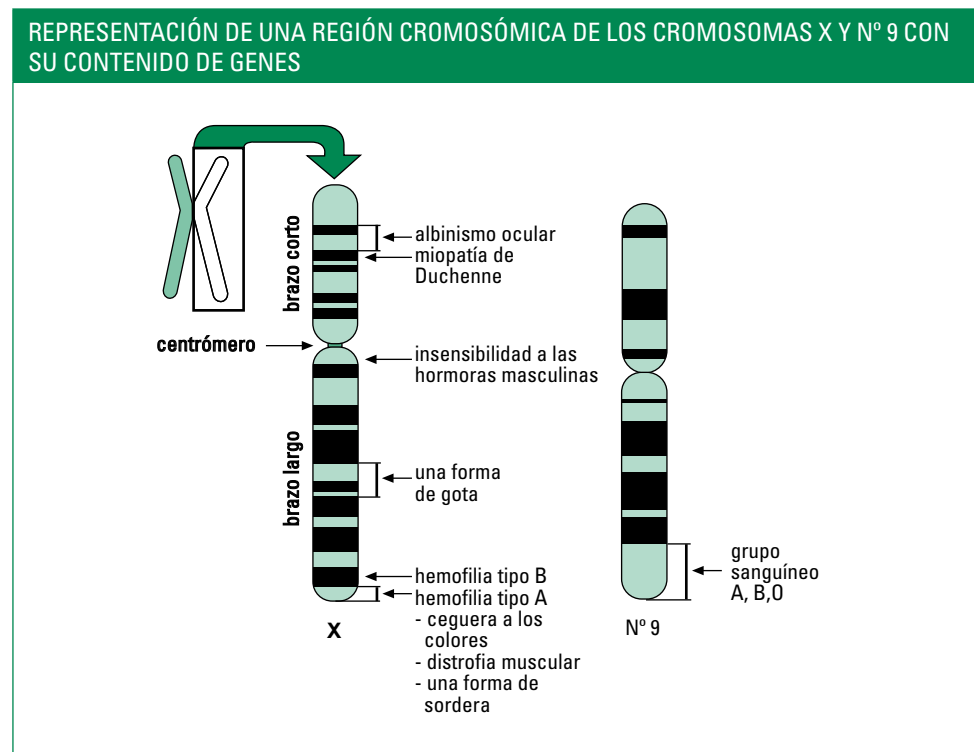 REPRESENTACIÓN DE UNA REGIÓN CROMOSÓMICA DE LOS CROMOSOMAS X Y Nº 9 CON
SU CONTENIDO DE GENES
brazo corto
albinismo ocular
miopatía de
Duchenne
centrómero
insensibilidad a las
hormoras masculinas
brazo largo
una forma
de gota
hemofilia tipo B
hemofilia tipo A
- ceguera a los
colores
- distrofia muscular
- una forma de
sordera
X
grupo
sanguíneo
A, B,O
Nº 9